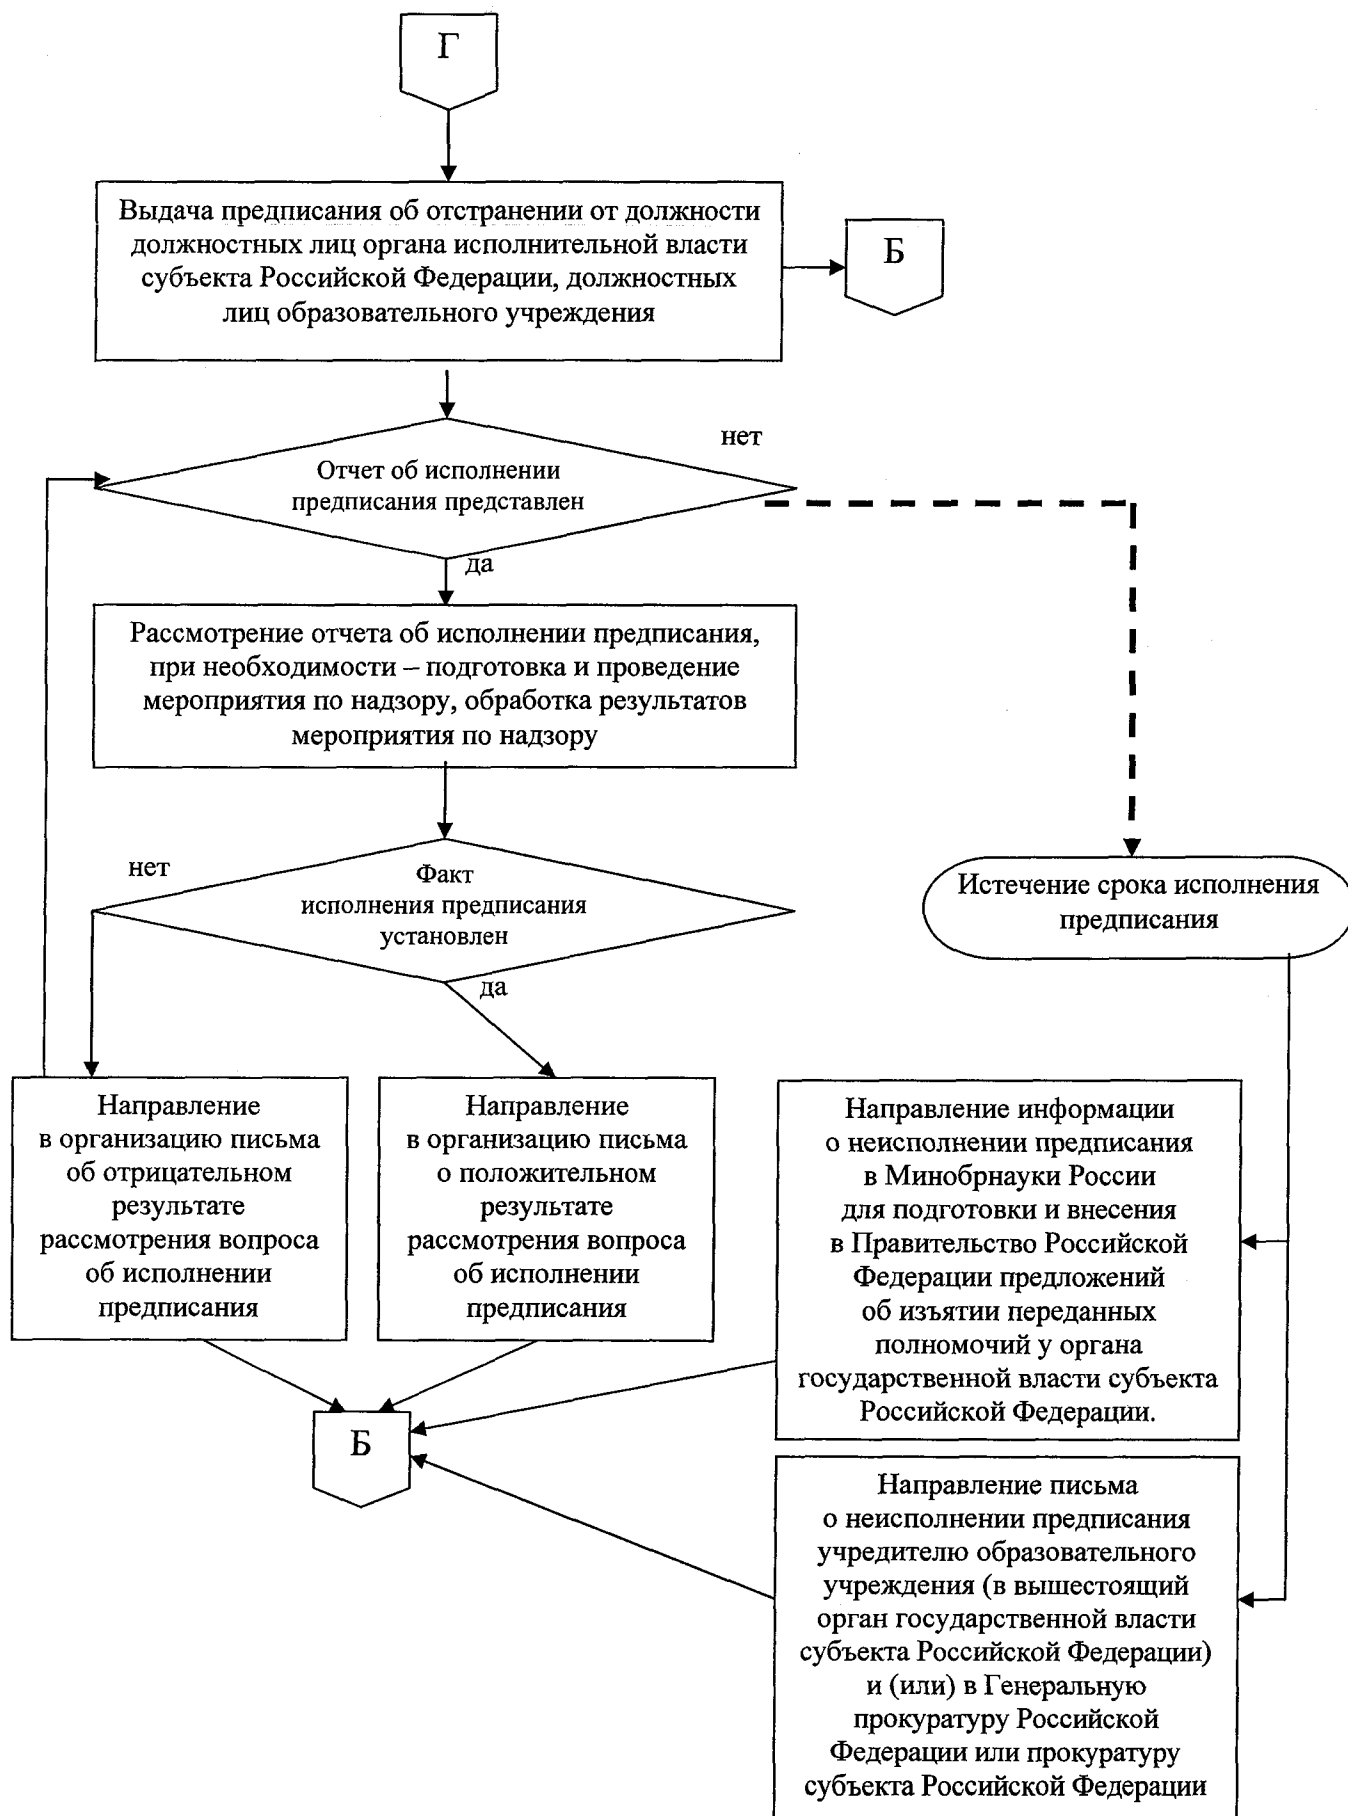 Г
Выдача предписания об отстранении от должности
должностных лиц органа исполнительной власти
субъекта Российской Федерации, должностных
лиц образовательного учреждения
Б
нет
Отчет об исполнении
предписания представлен
да
Рассмотрение отчета об исполнении предписания,
при необходимости – подготовка и проведение
мероприятия по надзору, обработка результатов
мероприятия по надзору
нет
Факт
исполнения предписания
установлен
да
Истечение срока исполнения
предписания
Направление
в организацию письма
об отрицательном
результате
рассмотрения вопроса
об исполнении
предписания
Направление
в организацию письма
о положительном
результате
рассмотрения вопроса
об исполнении
предписания
Направление информации
о неисполнении предписания
в Минобрнауки России
для подготовки и внесения
в Правительство Российской
Федерации предложений
об изъятии переданных
полномочий у органа
государственной власти субъекта
Российской Федерации.
Б
Направление письма
о неисполнении предписания
учредителю образовательного
учреждения (в вышестоящий
орган государственной власти
субъекта Российской Федерации)
и (или) в Генеральную
прокуратуру Российской
Федерации или прокуратуру
субъекта Российской Федерации